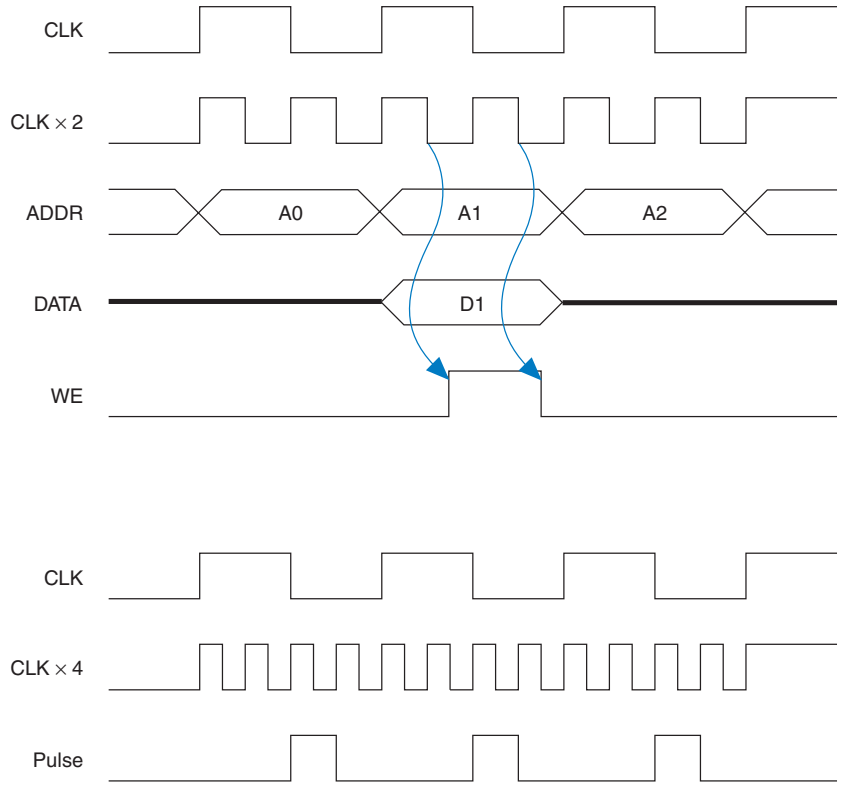 CLK
CLK × 2
ADDR A0 A1 A2
DATA D1
WE
CLK
CLK × 4
Pulse